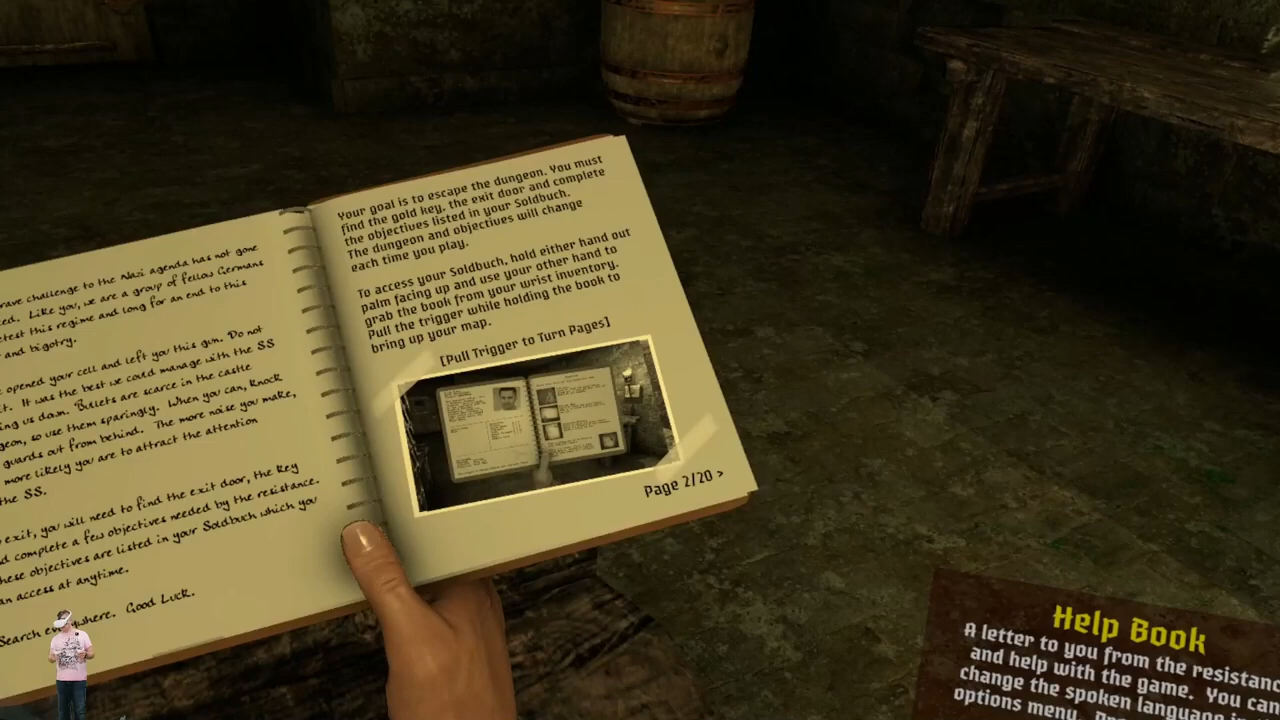 rave challenge to the Nazi agenda has not gone
ed. Like you, we are a group of fellow Germans
etest this regime and long for an end to this
and bigotry.
opened your cell and left you this gun. Do not
it. It was the best we could manage with the SS
ing us down. Bullets are scarce in the castle
geon, so use them sparingly. When you can, knock
guards out from behind. The more noise you make,
more likely you are to attract the attention
the SS.
exit, you will need to find the exit door, the key
d complete a few objectives needed by the resistance.
hese objectives are listed in your Soldbuch which you
an access at anytime.
Search everywhere. Good Luck.
Your goal is to escape the dungeon. You must
find the gold key, the exit door and complete
the objectives listed in your Soldbuch.
The dungeon and objectives will change
each time you play.
To access your Soldbuch, hold either hand out
palm facing up and use your other hand to
grab the book from your wrist inventory.
Pull the trigger while holding the book to
bring up your map.
[Pull Trigger to Turn Pages]
Page 2/20 >
Help Book
A letter to you from the resistanc
and help with the game. You can
change the spoken language in
options menu.